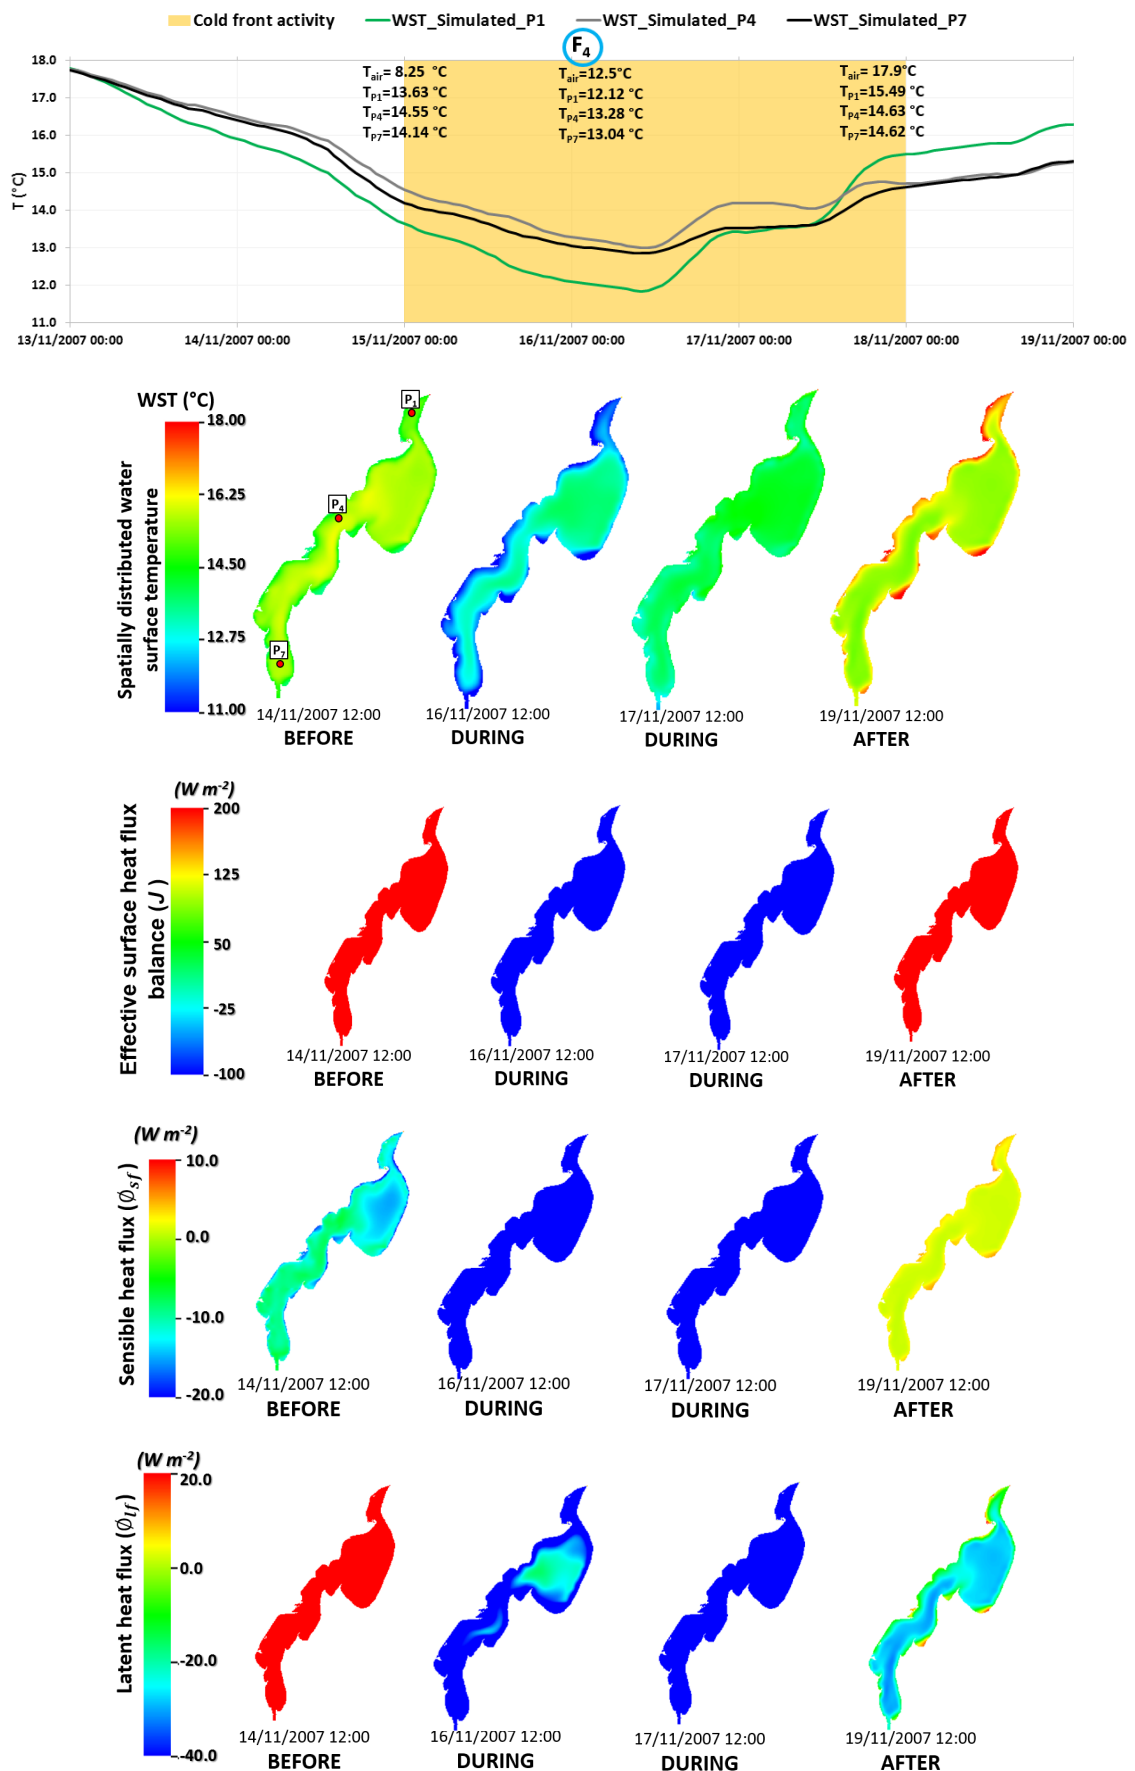 Cold front activity WST_Simulated_P1 WST_Simulated_P4 WST_Simulated_P7
F4
18.0
17.0
16.0
15.0
14.0
13.0
12.0
11.0
T (°C)
Tair= 8.25 °C
TP1=13.63 °C
TP4=14.55 °C
TP7=14.14 °C
Tair=12.5°C
TP1=12.12 °C
TP4=13.28 °C
TP7=13.04 °C
Tair= 17.9°C
TP1=15.49 °C
TP4=14.63 °C
TP7=14.62 °C
13/11/2007 00:00 14/11/2007 00:00 15/11/2007 00:00 16/11/2007 00:00 17/11/2007 00:00 18/11/2007 00:00 19/11/2007 00:00
WST (°C)
18.00
16.25
14.50
12.75
11.00
Spatially distributed water
surface temperature
P1
P4
P7
14/11/2007 12:00 16/11/2007 12:00 17/11/2007 12:00 19/11/2007 12:00
BEFORE DURING DURING AFTER
(W m-2)
200
125
50
-25
-100
Effective surface heat flux
balance (J)
14/11/2007 12:00 16/11/2007 12:00 17/11/2007 12:00 19/11/2007 12:00
BEFORE DURING DURING AFTER
(W m-2)
10.0
0.0
-10.0
-20.0
Sensible heat flux (∅sf)
14/11/2007 12:00 16/11/2007 12:00 17/11/2007 12:00 19/11/2007 12:00
BEFORE DURING DURING AFTER
(W m-2)
20.0
0.0
-20.0
-40.0
Latent heat flux (∅lf)
14/11/2007 12:00 16/11/2007 12:00 17/11/2007 12:00 19/11/2007 12:00
BEFORE DURING DURING AFTER